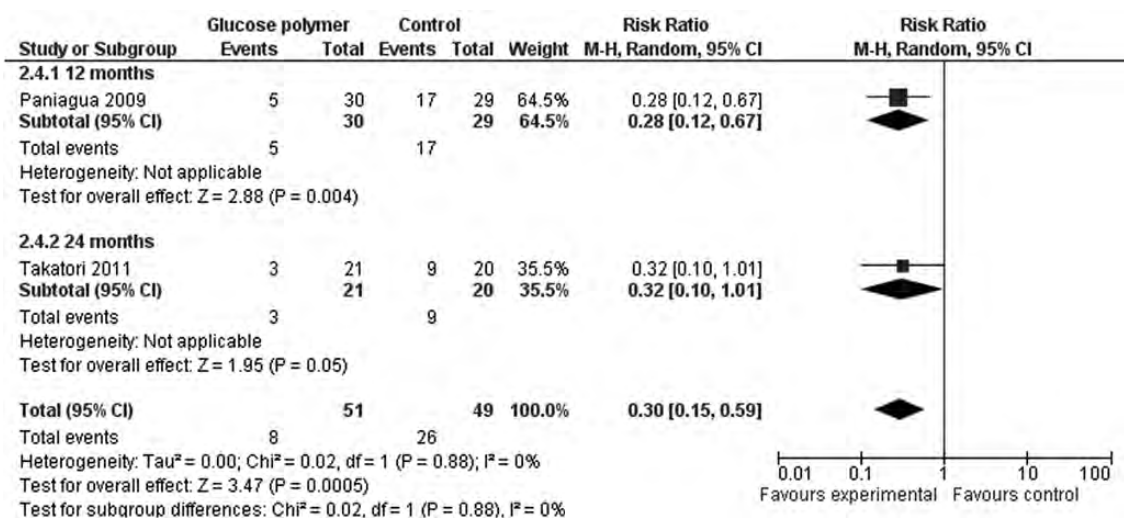 Glucose polymer Control Risk Ratio Risk Ratio
Study or Subgroup Events Total Events Total Weight M-H, Random, 95% CI M-H, Random, 95% CI
2.4.1 12 months
Paniagua 2009 5 30 17 29 64.5% 0.28 [0.12, 0.67]
Subtotal (95% CI) 30 29 64.5% 0.28 [0.12, 0.67]
Total events 5 17
Heterogeneity: Not applicable
Test for overall effect: Z = 2.88 (P = 0.004)
2.4.2 24 months
Takatori 2011 3 21 9 20 35.5% 0.32 [0.10, 1.01]
Subtotal (95% CI) 21 20 35.5% 0.32 [0.10, 1.01]
Total events 3 9
Heterogeneity: Not applicable
Test for overall effect: Z = 1.95 (P = 0.05)
Total (95% CI) 51 49 100.0% 0.30 [0.15, 0.59]
Total events 8 26
Heterogeneity: Tau² = 0.00; Chi² = 0.02, df = 1 (P = 0.88); I² = 0%
Test for overall effect: Z = 3.47 (P = 0.0005)
Test for subgroup differences: Chi² = 0.02, df = 1 (P = 0.88), I² = 0%
0.01 0.1 1 10 100
Favours experimental Favours control